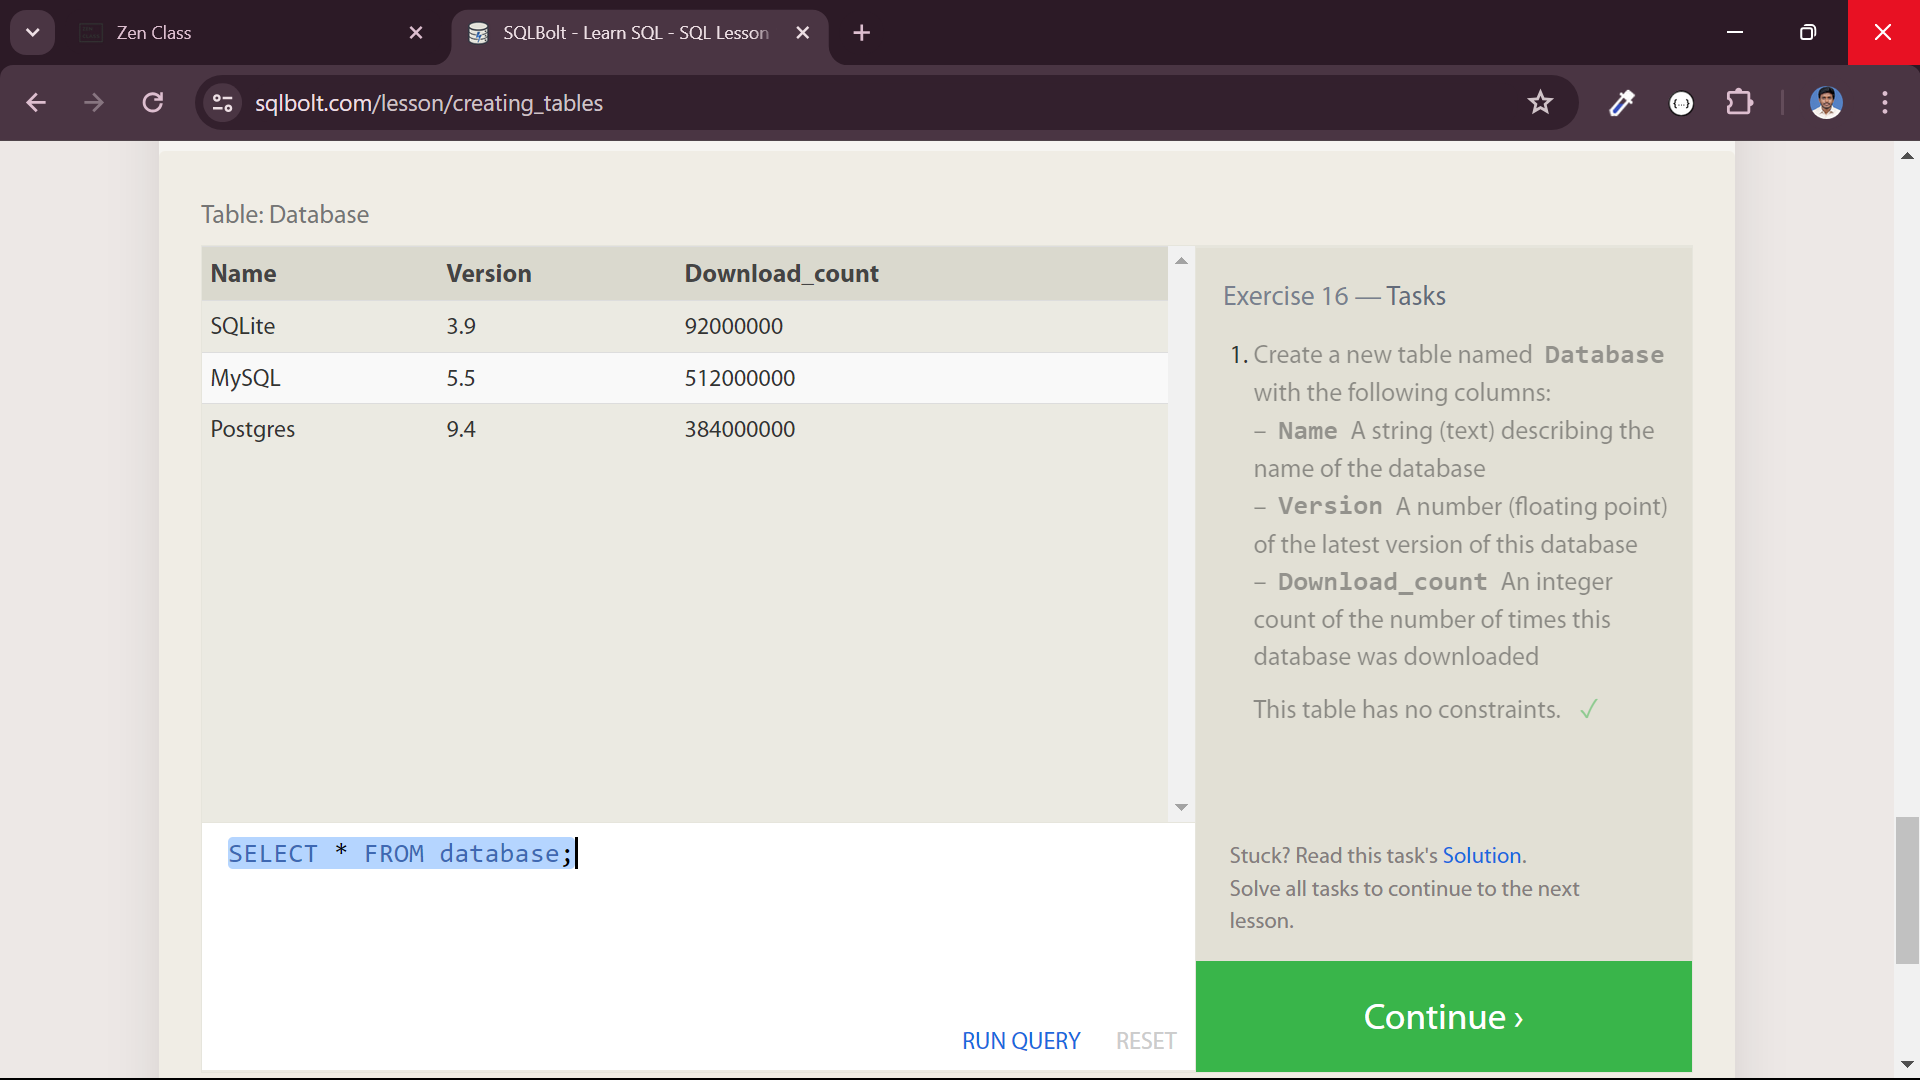 Zen Class
SQLBolt - Learn SQL - SQL Lesson
sqlbolt.com/lesson/creating_tables
Table: Database
Name Version Download_count
SQLite 3.9 92000000
MySQL 5.5 512000000
Postgres 9.4 384000000
SELECT * FROM database;
RUN QUERY RESET
Exercise 16 — Tasks
1. Create a new table named Database
with the following columns:
– Name A string (text) describing the
name of the database
– Version A number (floating point)
of the latest version of this database
– Download_count An integer
count of the number of times this
database was downloaded
This table has no constraints. ✓
Stuck? Read this task's Solution.
Solve all tasks to continue to the next
lesson.
Continue ›